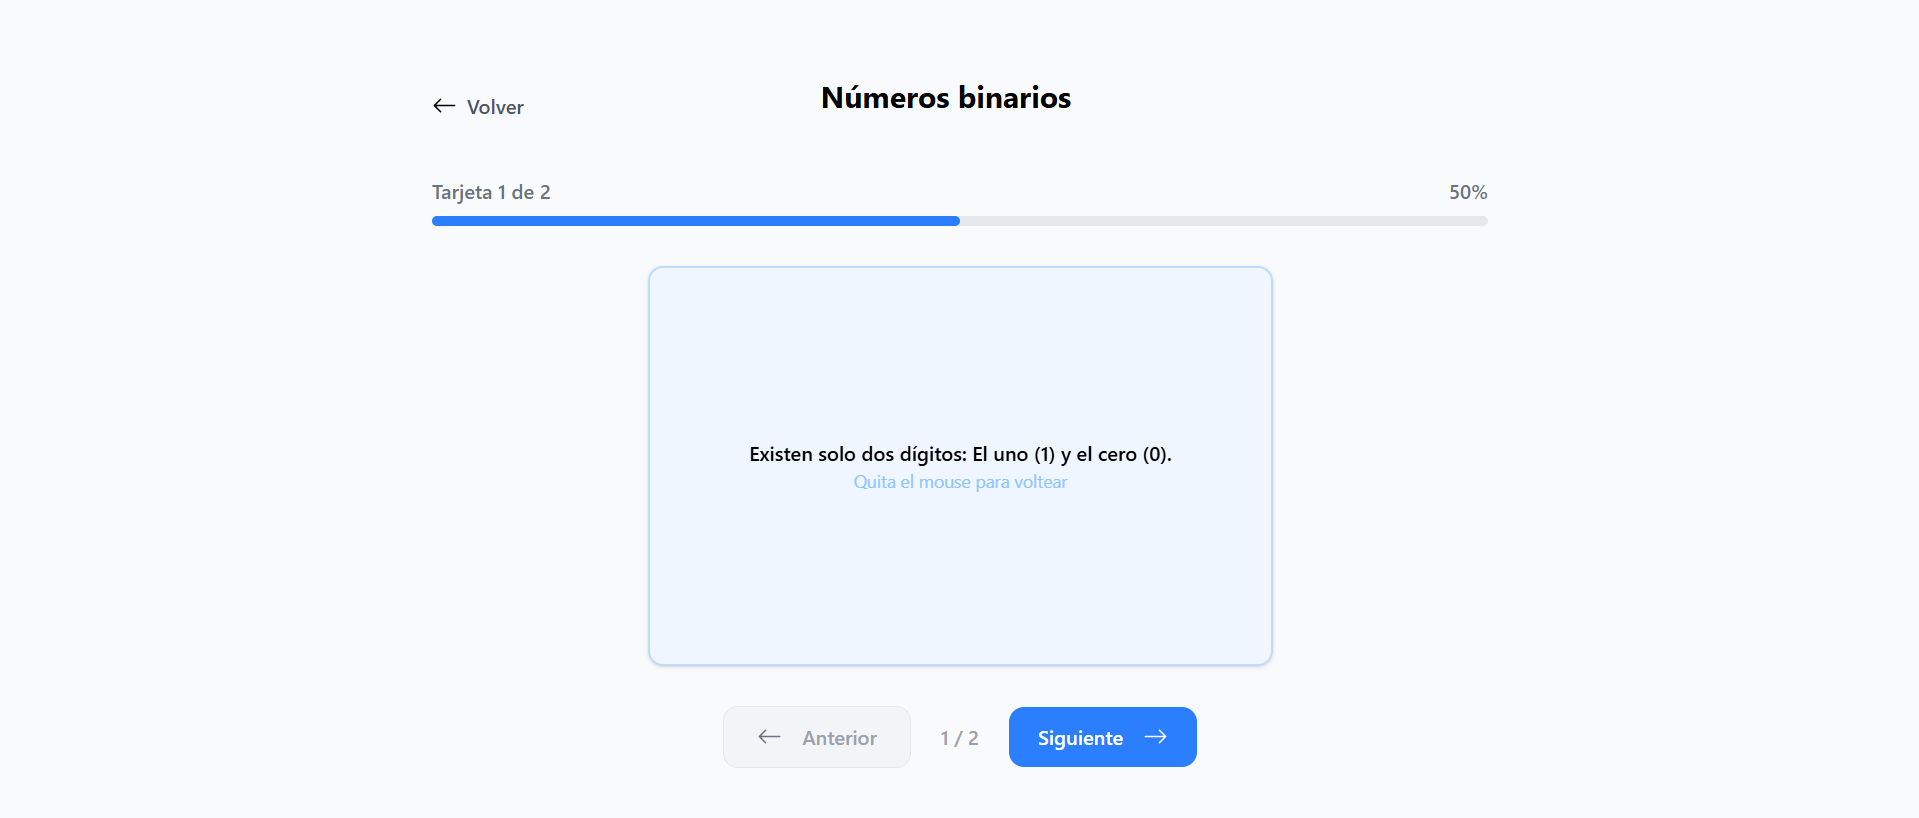 Volver
Números binarios
Tarjeta 1 de 2
50%
Existen solo dos dígitos: El uno (1) y el cero (0).
Quita el mouse para voltear
Anterior
1 / 2
Siguiente